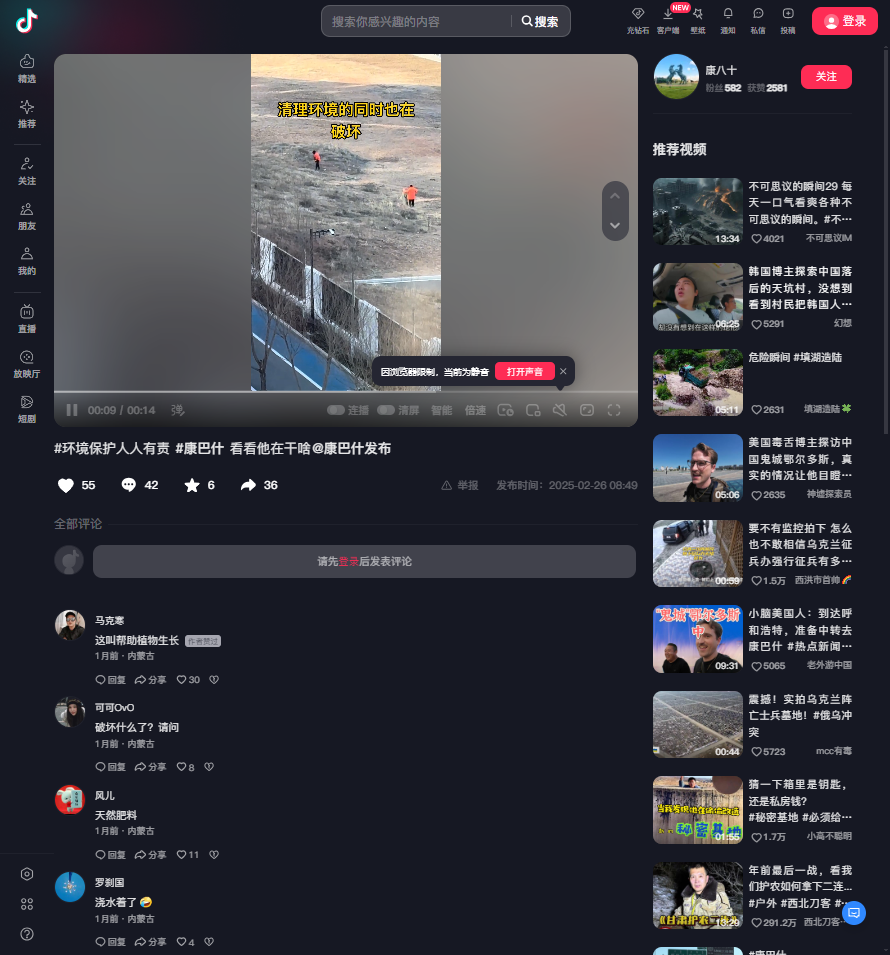 搜索你感兴趣的内容
搜索
充钻石
客户端
NEW
壁纸
通知
私信
投稿
登录
精选
推荐
关注
朋友
我的
直播
放映厅
短剧
清理环境的同时也在
破坏
因浏览器限制，当前为静音
打开声音
00:09 / 00:14
弹
连播
清屏
智能
倍速
#环境保护人人有责 #康巴什 看看他在干啥@康巴什发布
55
42
6
36
举报
发布时间：2025-02-26 08:49
全部评论
请先登录后发表评论
马克寒
这叫帮助植物生长 作者赞过
1月前 · 内蒙古
回复 分享 30
可可OvO
破坏什么了？请问
1月前 · 内蒙古
回复 分享 8
风儿
天然肥料
1月前 · 内蒙古
回复 分享 11
罗刹国
浇水着了 🤣
1月前 · 内蒙古
回复 分享 4
康八十
粉丝582 获赞2581
关注
推荐视频
13:34
不可思议的瞬间29 每
天一口气看爽各种不
可思议的瞬间。#不…
4021 不可思议IM
06:25
韩国博主探索中国落
后的天坑村，没想到
看到村民把韩国人…
5291 幻想
05:11
危险瞬间 #填湖造陆
2631 填湖造陆🍀
05:06
美国毒舌博主探访中
国鬼城鄂尔多斯，真
实的情况让他目瞪…
2635 神墟探索员
00:59
要不有监控拍下 怎么
也不敢相信乌克兰征
兵办强行征兵有多…
1.5万 西洪市首帅🌈
"鬼城"鄂尔多斯
中
09:31
小脑美国人：到达呼
和浩特，准备中转去
康巴什 #热点新闻…
5065 老外游中国
00:44
震撼！实拍乌克兰阵
亡士兵墓地！#俄乌冲
突
5723 mcc有毒
秘密基地
01:55
猜一下箱里是钥匙，
还是私房钱？
#秘密基地 #必须给…
1.7万 小高不聪明
16:29
年前最后一战，看我
们护农如何拿下二连…
#户外 #西北刀客 #…
291.2万 西北刀客
#康巴什